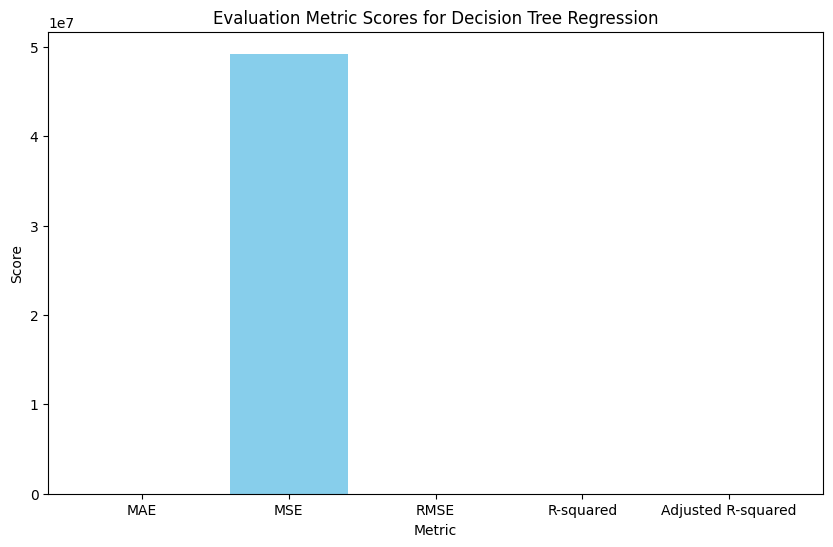 Evaluation Metric Scores for Decision Tree Regression
1e7
5
4
3
2
1
0
Score
MAE MSE RMSE R-squared Adjusted R-squared
Metric